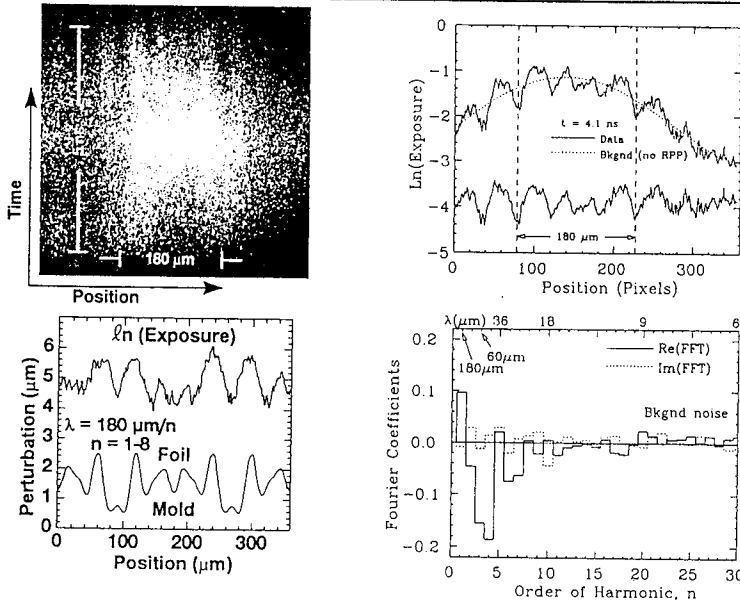 Time
180 µm
Position
ℓn (Exposure)
Perturbation (µm)
6
5
4
3
2
1
0
λ = 180 µm/n
n = 1-8
Foil
Mold
0 100 200 300
Position (µm)
Ln(Exposure)
0
−1
−2
−3
−4
−5
t = 4.1 ns
Data
Bkgnd (no RPP)
180 µm
0 100 200 300
Position (Pixels)
λ(µm) 36 18 9 6
60µm
180µm
Re(FFT)
Im(FFT)
Bkgnd noise
Fourier Coefficients
0.2
0.1
0.0
−0.1
−0.2
0 5 10 15 20 25 30
Order of Harmonic, n